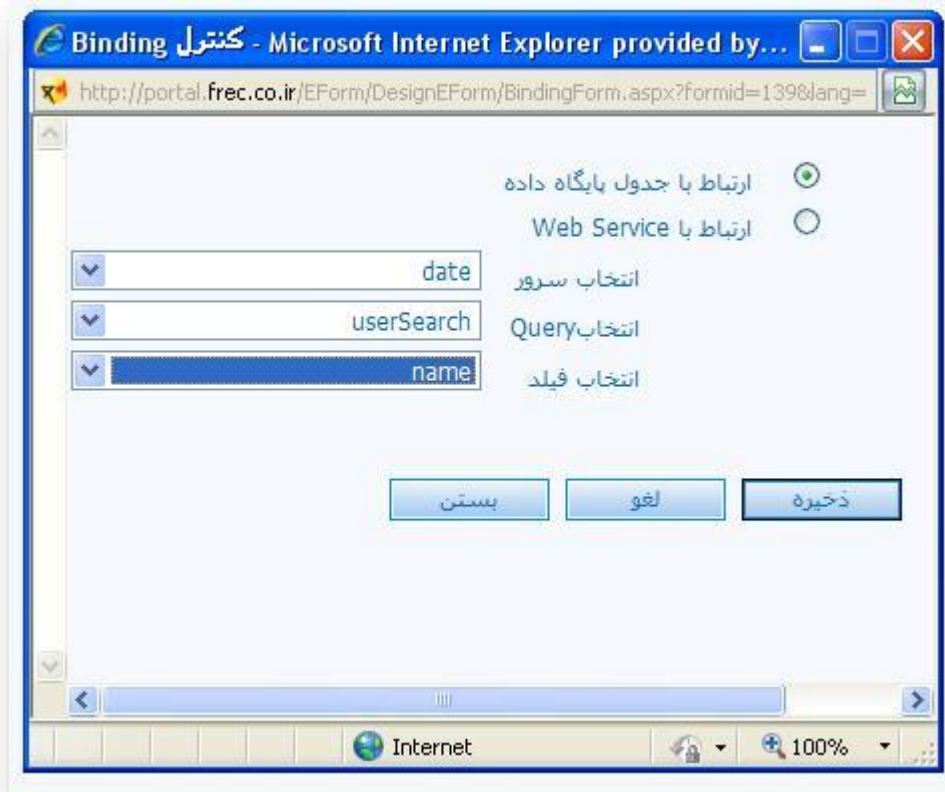 Binding کنترل - Microsoft Internet Explorer provided by...
http://portal.frec.co.ir/EForm/DesignEForm/BindingForm.aspx?formid=139&lang=
ارتباط با جدول پایگاه داده
ارتباط با Web Service
انتخاب سرور date
انتخابQuery userSearch
انتخاب فیلد name
ذخیره لغو بستن
Internet 100%